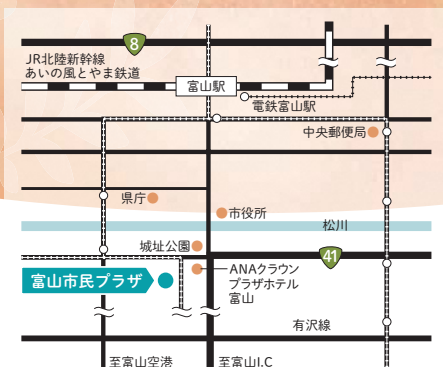 8
JR北陸新幹線
あいの風とやま鉄道
富山駅
電鉄富山駅
中央郵便局
県庁
市役所
松川
城址公園
41
ANAクラウン
プラザホテル
富山
富山市民プラザ
有沢線
至富山空港
至富山I.C